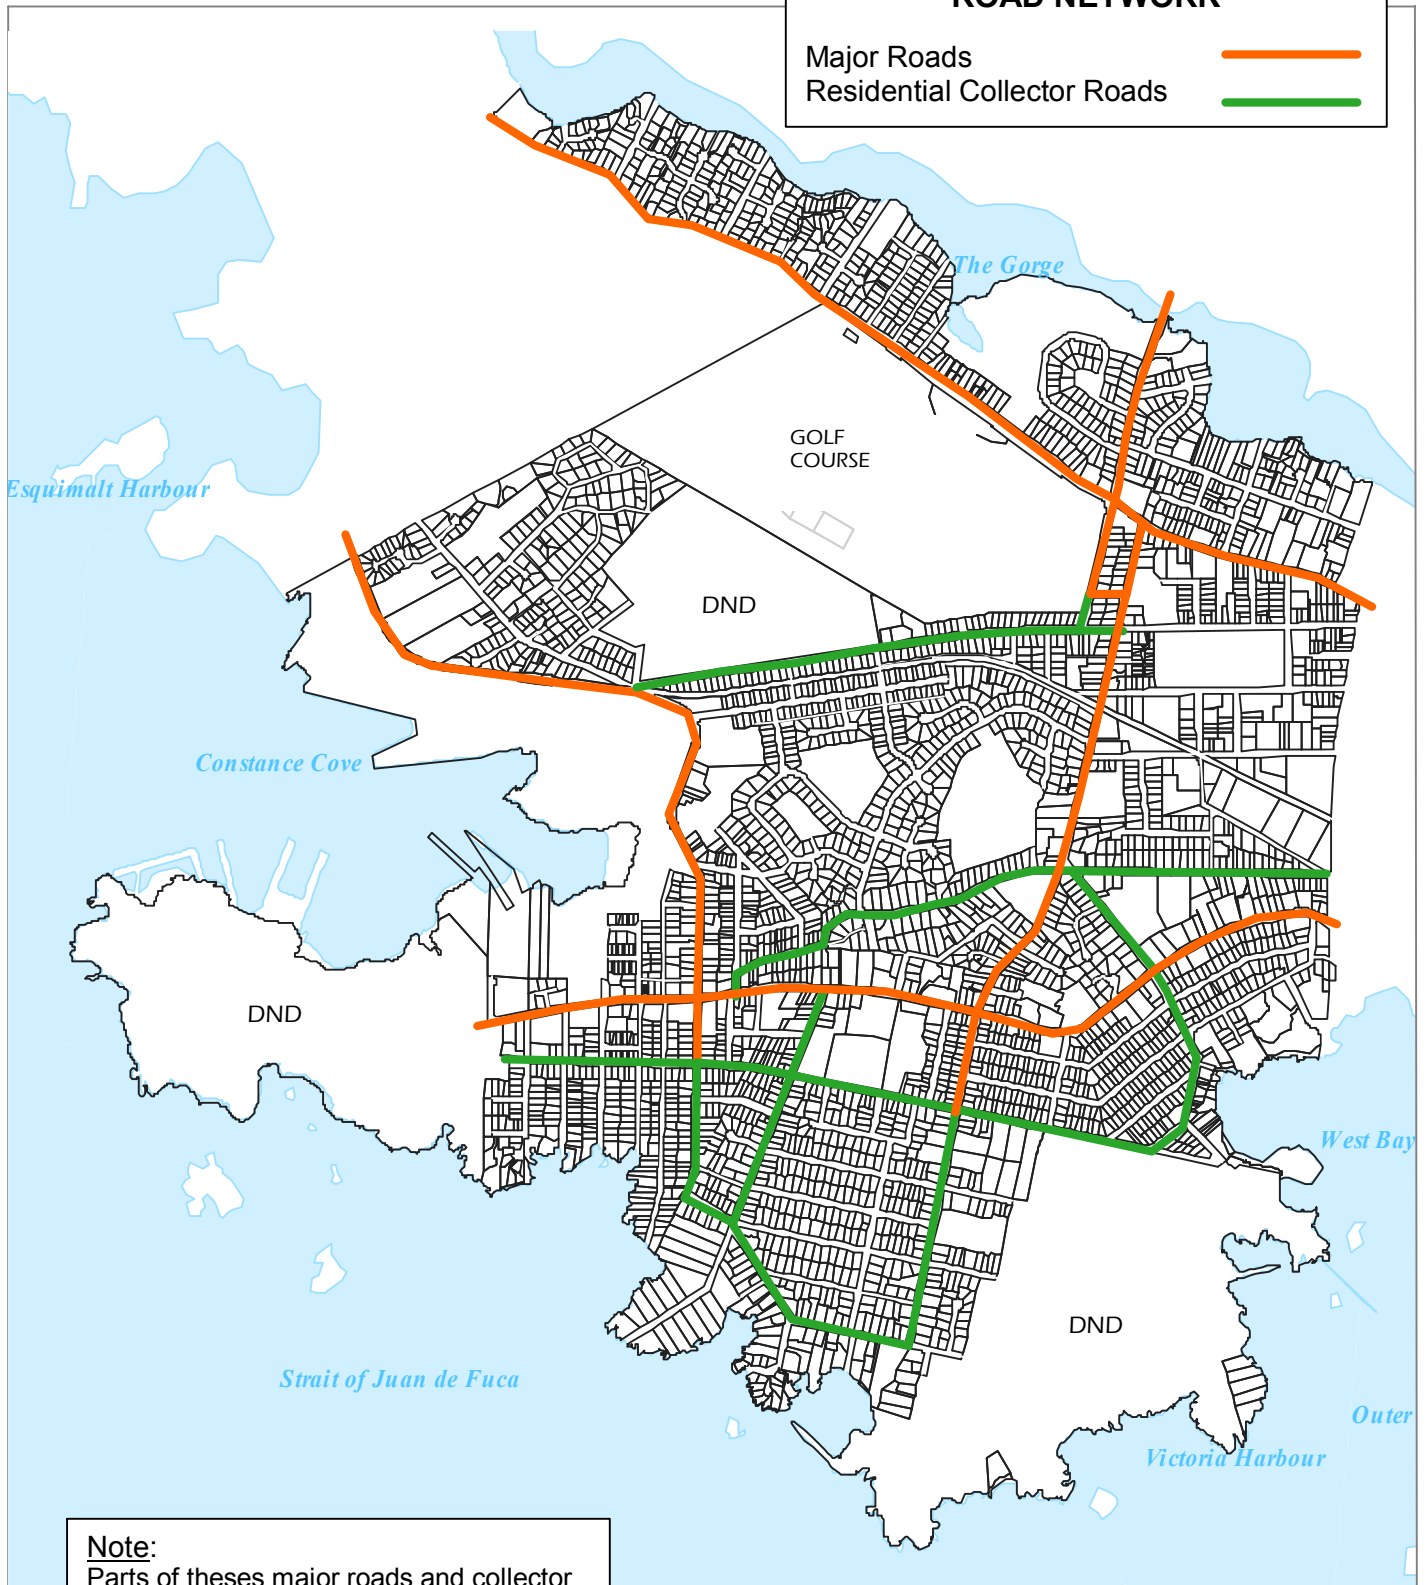 ROAD NETWORK
Major Roads
Residential Collector Roads
The Gorge
GOLF
COURSE
Esquimalt Harbour
DND
Constance Cove
DND
West Bay
DND
Strait of Juan de Fuca
Outer
Victoria Harbour
Note:
Parts of theses major roads and collector